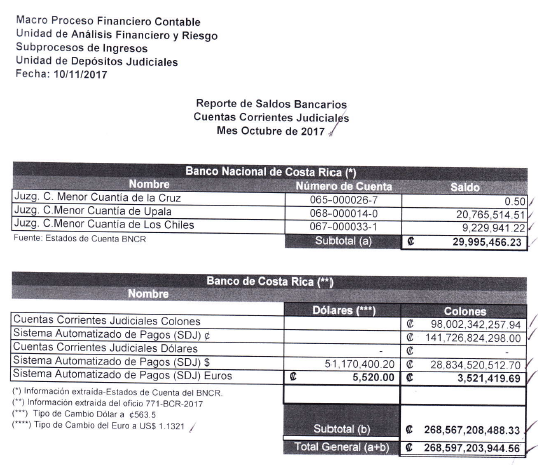 Macro Proceso Financiero Contable
Unidad de Análisis Financiero y Riesgo
Subprocesos de Ingresos
Unidad de Depósitos Judiciales
Fecha: 10/11/2017
Reporte de Saldos Bancarios
Cuentas Corrientes Judiciales
Mes Octubre de 2017
Banco Nacional de Costa Rica (*)
Nombre Número de Cuenta Saldo
Juzg. C. Menor Cuantía de la Cruz 065-000026-7 0.50
Juzg. C.Menor Cuantía de Upala 068-000014-0 20,765,514.51
Juzg. C.Menor Cuantía de Los Chiles 067-000033-1 9,229,941.22
Fuente: Estados de Cuenta BNCR Subtotal (a) ₡ 29,995,456.23
Banco de Costa Rica (**)
Nombre
Dólares (***) Colones
Cuentas Corrientes Judiciales Colones ₡ 98,002,342,257.94
Sistema Automatizado de Pagos (SDJ) ₡ ₡ 141,726,824,298.00
Cuentas Corrientes Judiciales Dólares - ₡ -
Sistema Automatizado de Pagos (SDJ) $ 51,170,400.20 ₡ 28,834,520,512.70
Sistema Automatizado de Pagos (SDJ) Euros ₡ 5,520.00 ₡ 3,521,419.69
(*) Información extraída-Estados de Cuenta del BNCR.
(**) Información extraída del oficio 771-BCR-2017
(***) Tipo de Cambio Dólar a ¢563.5
(****) Tipo de Cambio del Euro a US$ 1.1321
Subtotal (b) ₡ 268,567,208,488.33
Total General (a+b) ₡ 268,597,203,944.56